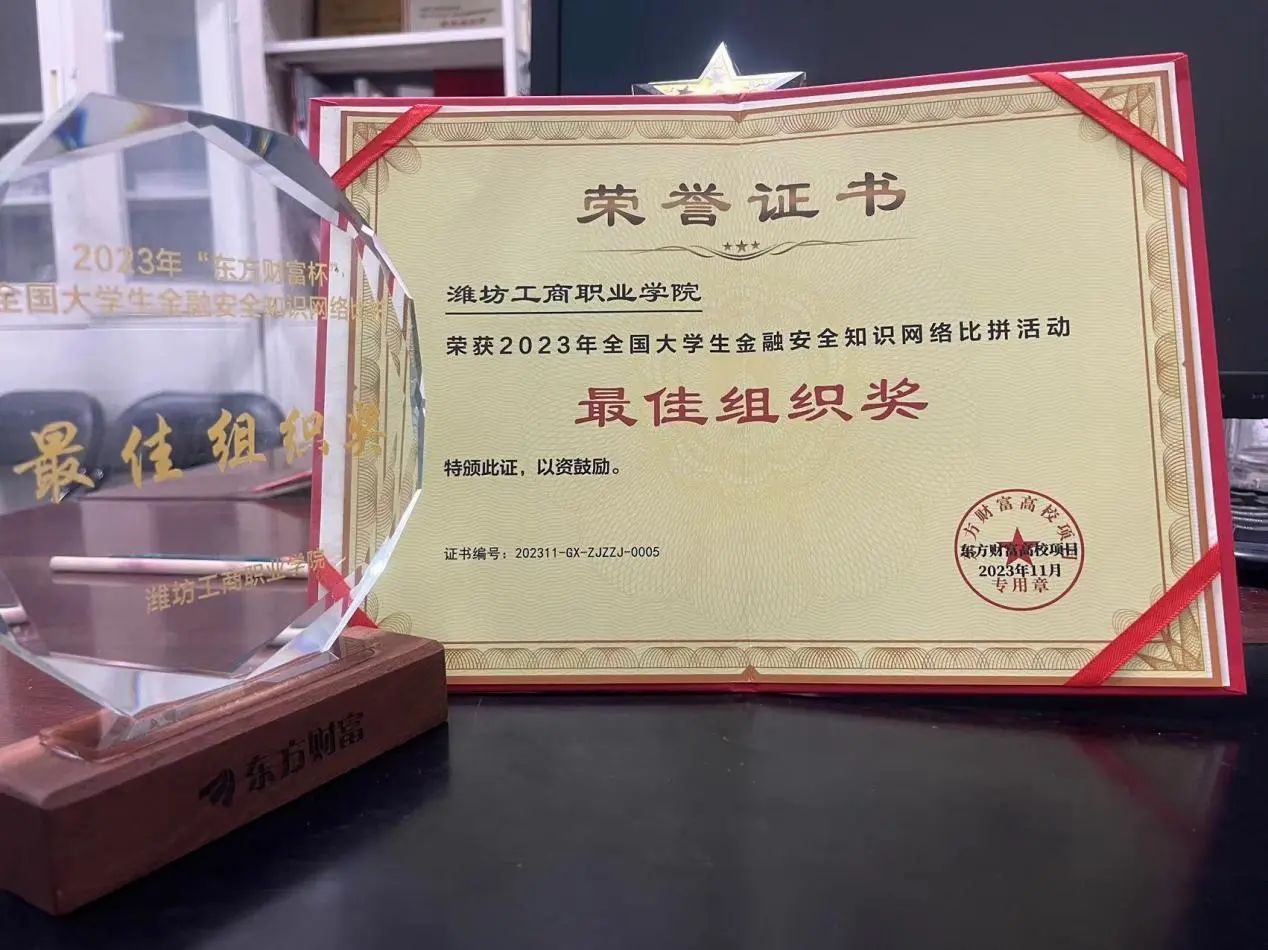 2023年“东方财富杯”
全国大学生金融安全知识网络比拼
最佳组织奖
潍坊工商职业学院
东方财富
荣誉证书
潍坊工商职业学院
荣获2023年全国大学生金融安全知识网络比拼活动
最佳组织奖
特颁此证，以资鼓励。
证书编号：202311-GX-ZJZZJ-0005
东方财富高校项目
东方财富高校项目
2023年11月
专用章